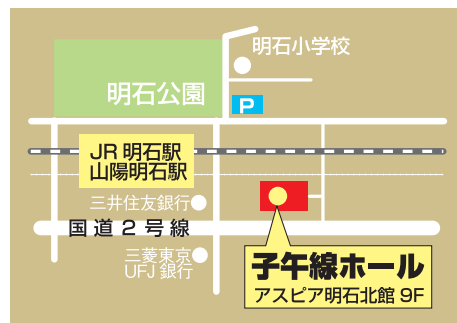 明石小学校
明石公園
P
JR 明石駅
山陽明石駅
三井住友銀行
国道2号線
三菱東京
UFJ 銀行
子午線ホール
アスピア明石北館 9F